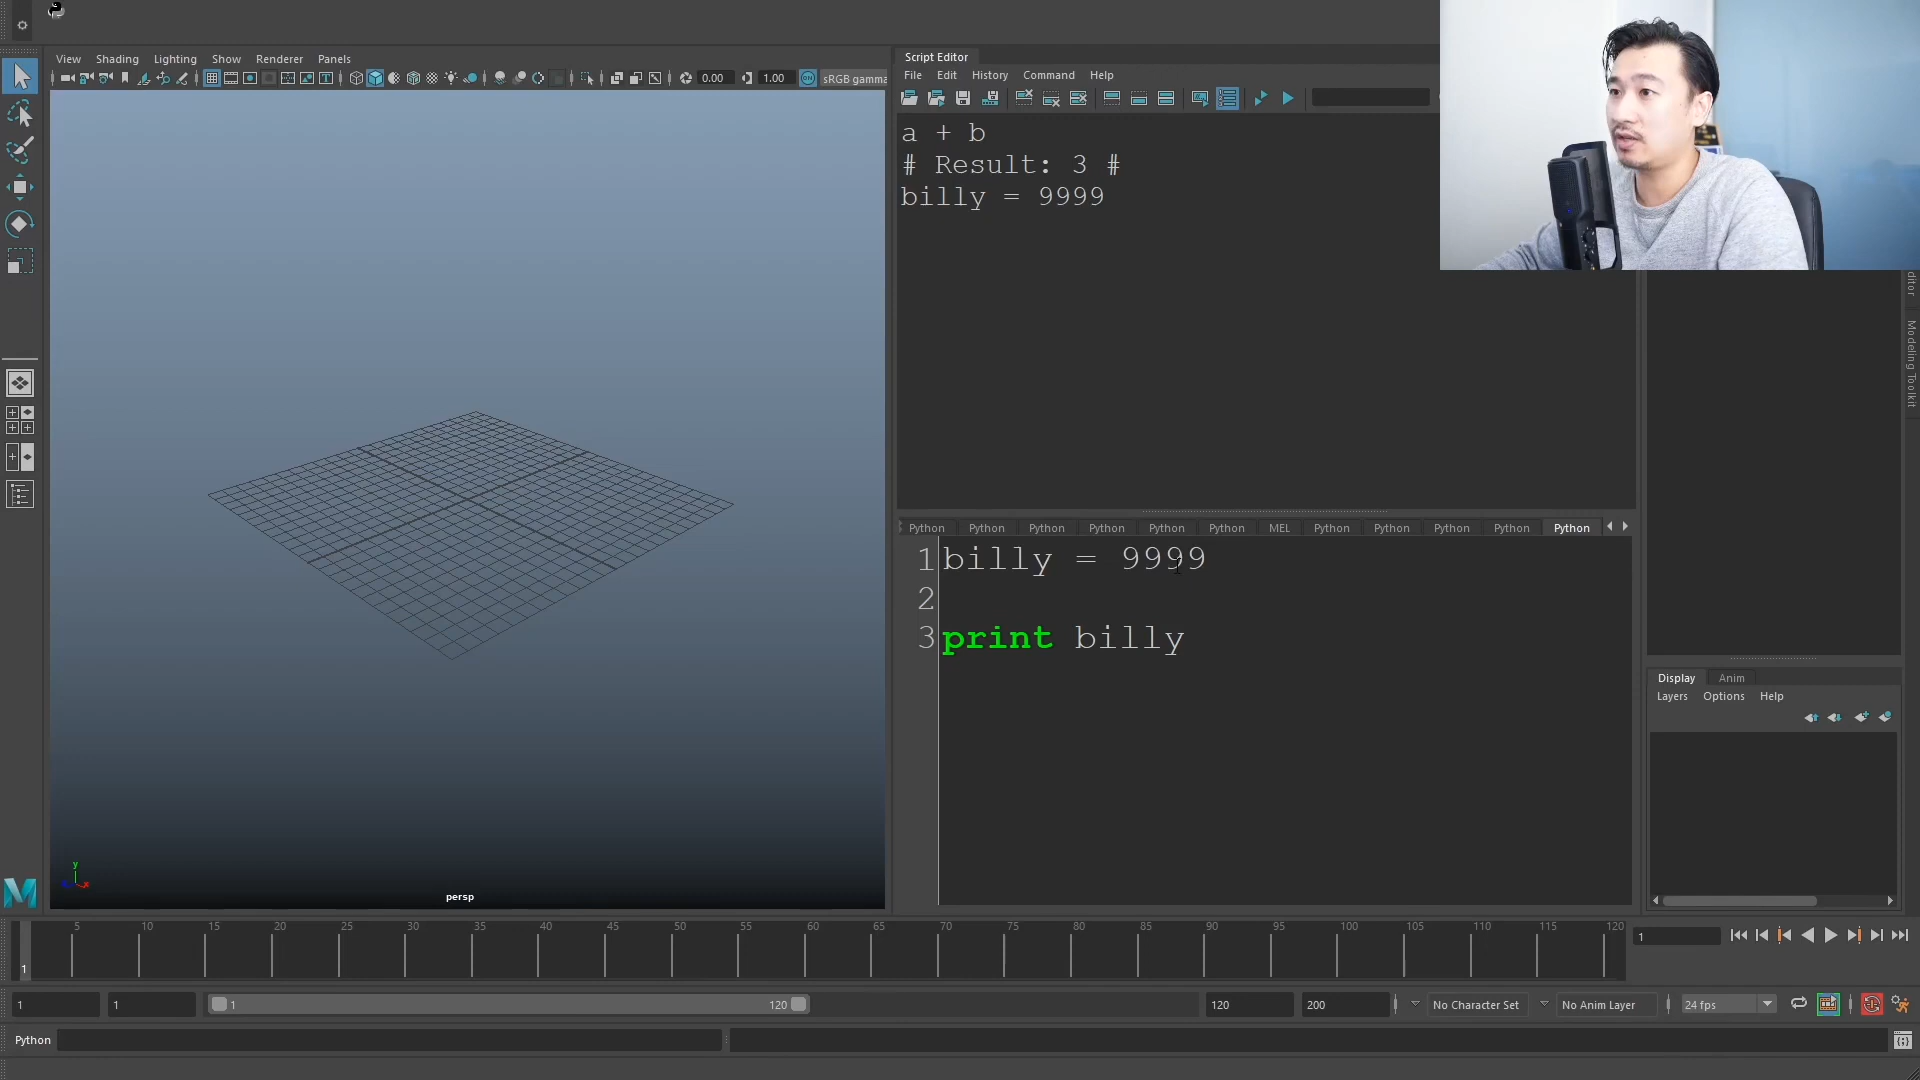 View Shading Lighting Show Renderer Panels
0.00 1.00 ON sRGB gamma
Script Editor
File Edit History Command Help
a + b
# Result: 3 #
billy = 9999
Modeling Toolkit
Python Python Python Python Python Python MEL Python Python Python Python Python
1 billy = 9999
2
3 print billy
Display Anim
Layers Options Help
y
persp
5 10 15 20 25 30 35 40 45 50 55 60 65 70 75 80 85 90 95 100 105 110 115 120
1
1
1 1 1 120 120 200 No Character Set No Anim Layer 24 fps
Python